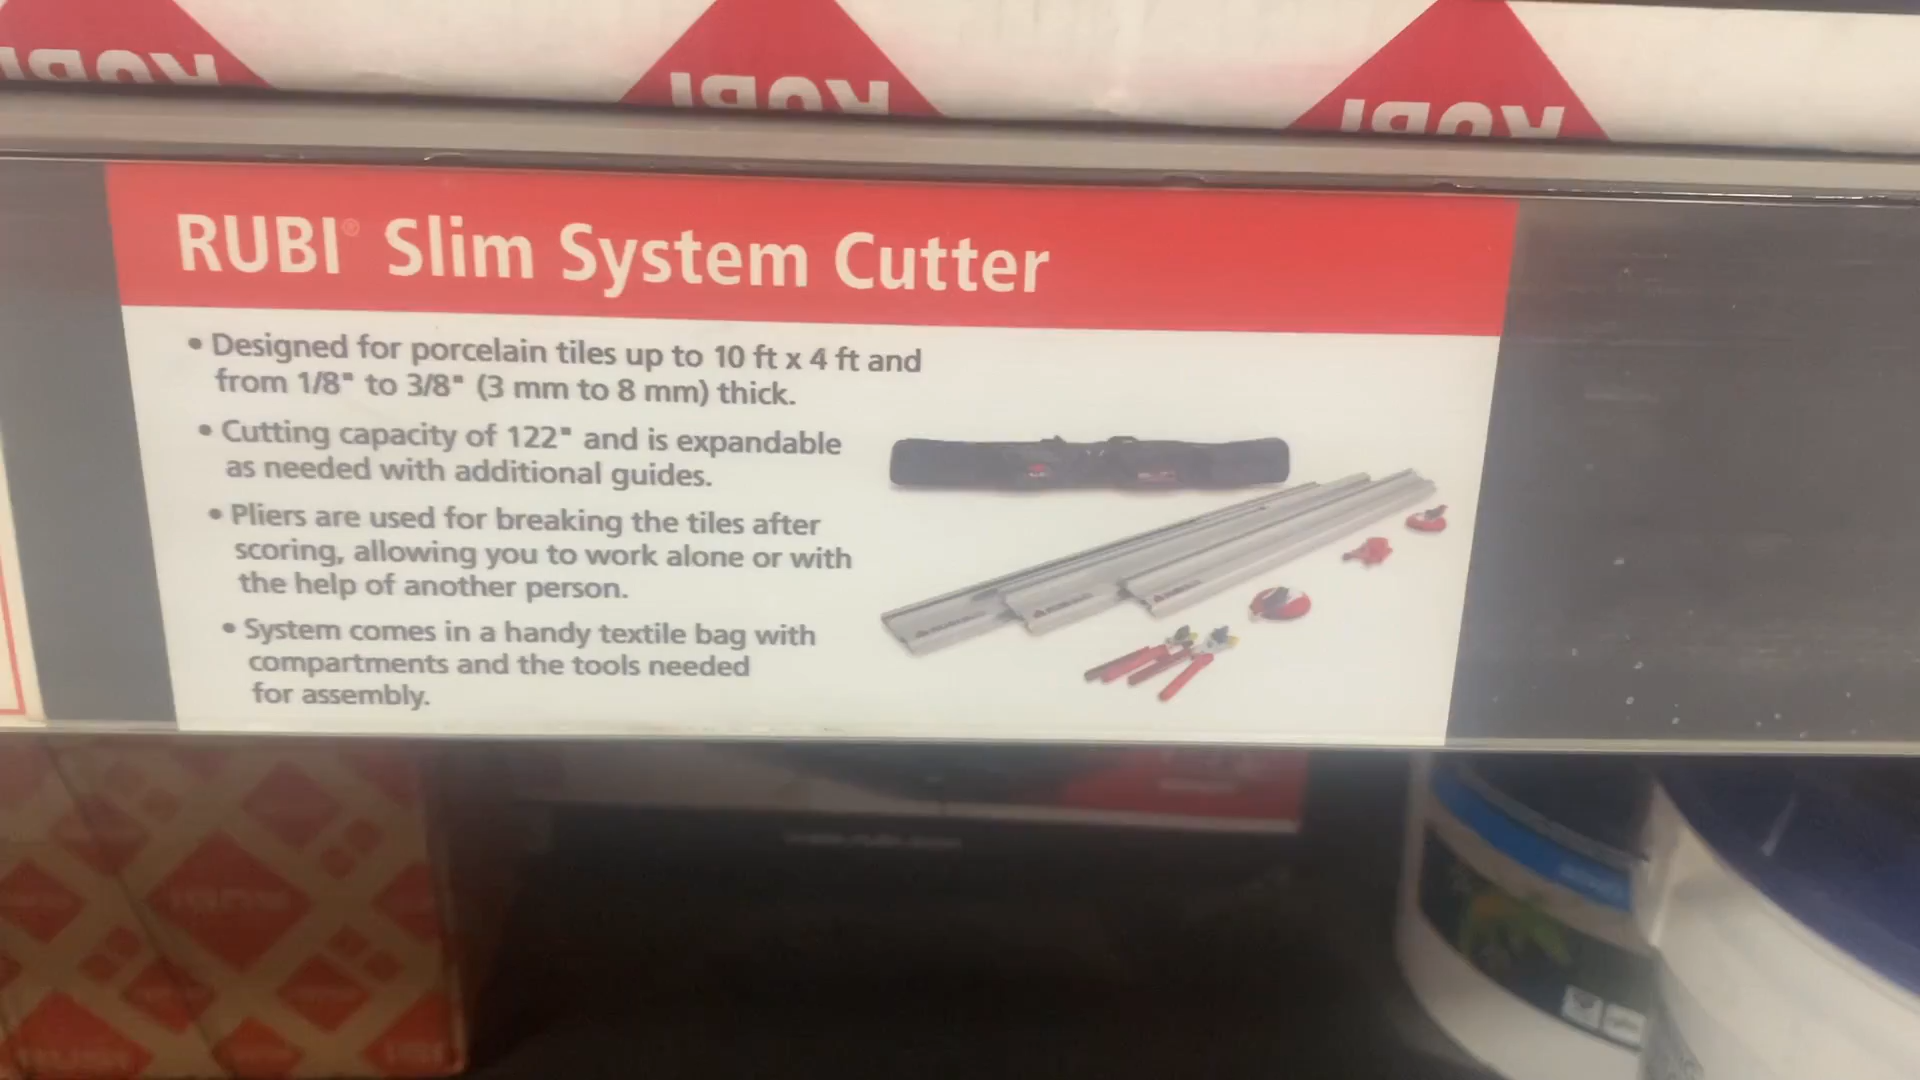 RUBI
RUBI
RUBI
RUBI® Slim System Cutter
• Designed for porcelain tiles up to 10 ft x 4 ft and
from 1/8" to 3/8" (3 mm to 8 mm) thick.
• Cutting capacity of 122" and is expandable
as needed with additional guides.
• Pliers are used for breaking the tiles after
scoring, allowing you to work alone or with
the help of another person.
• System comes in a handy textile bag with
compartments and the tools needed
for assembly.